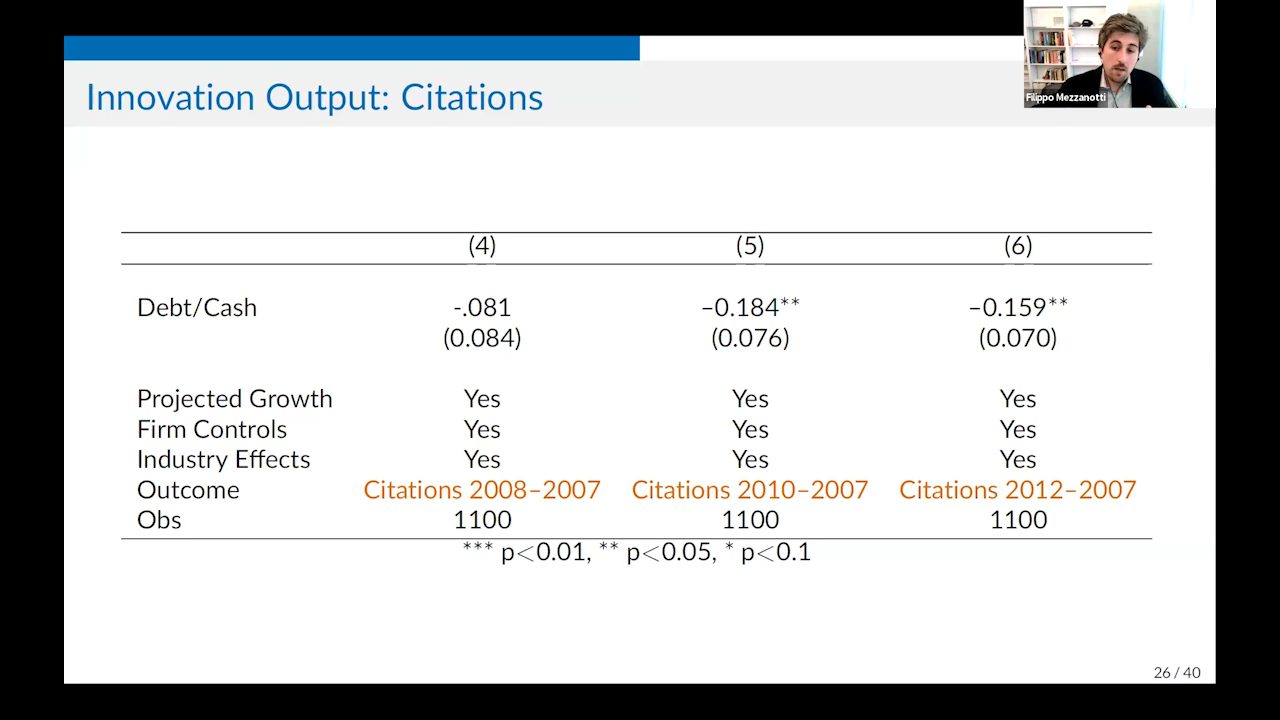 Innovation Output: Citations
Filippo Mezzanotti
(4) (5) (6)
Debt/Cash -.081 –0.184** –0.159**
(0.084) (0.076) (0.070)
Projected Growth Yes Yes Yes
Firm Controls Yes Yes Yes
Industry Effects Yes Yes Yes
Outcome Citations 2008–2007 Citations 2010–2007 Citations 2012–2007
Obs 1100 1100 1100
*** p<0.01, ** p<0.05, * p<0.1
26 / 40